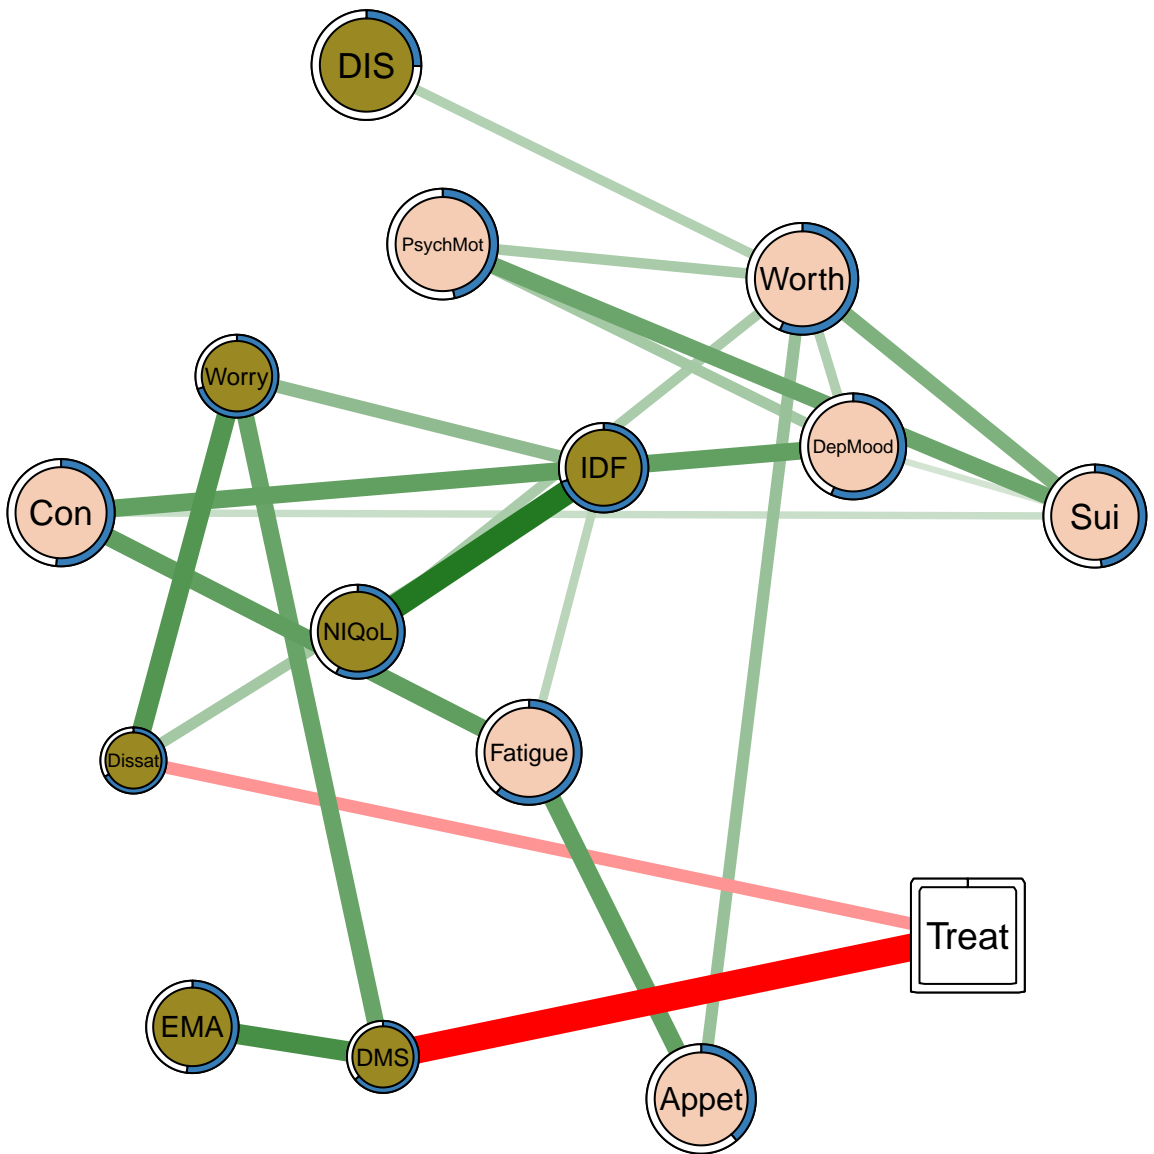 DIS
PsychMot
Worth
Worry
DepMood
IDF
Con
Sui
NIQoL
Fatigue
Dissat
Treat
EMA
DMS
Appet